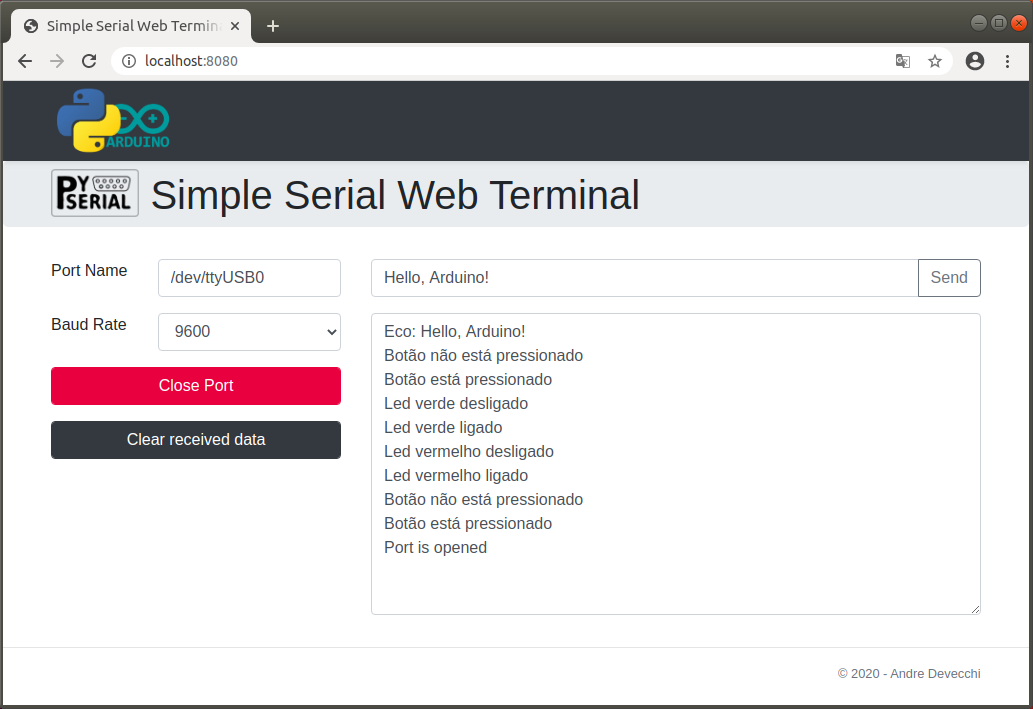 Simple Serial Web Termin
localhost:8080
ARDUINO
PY SERIAL
Simple Serial Web Terminal
Port Name
/dev/ttyUSB0
Baud Rate
9600
Close Port
Clear received data
Hello, Arduino!
Send
Eco: Hello, Arduino!
Botão não está pressionado
Botão está pressionado
Led verde desligado
Led verde ligado
Led vermelho desligado
Led vermelho ligado
Botão não está pressionado
Botão está pressionado
Port is opened
© 2020 - Andre Devecchi